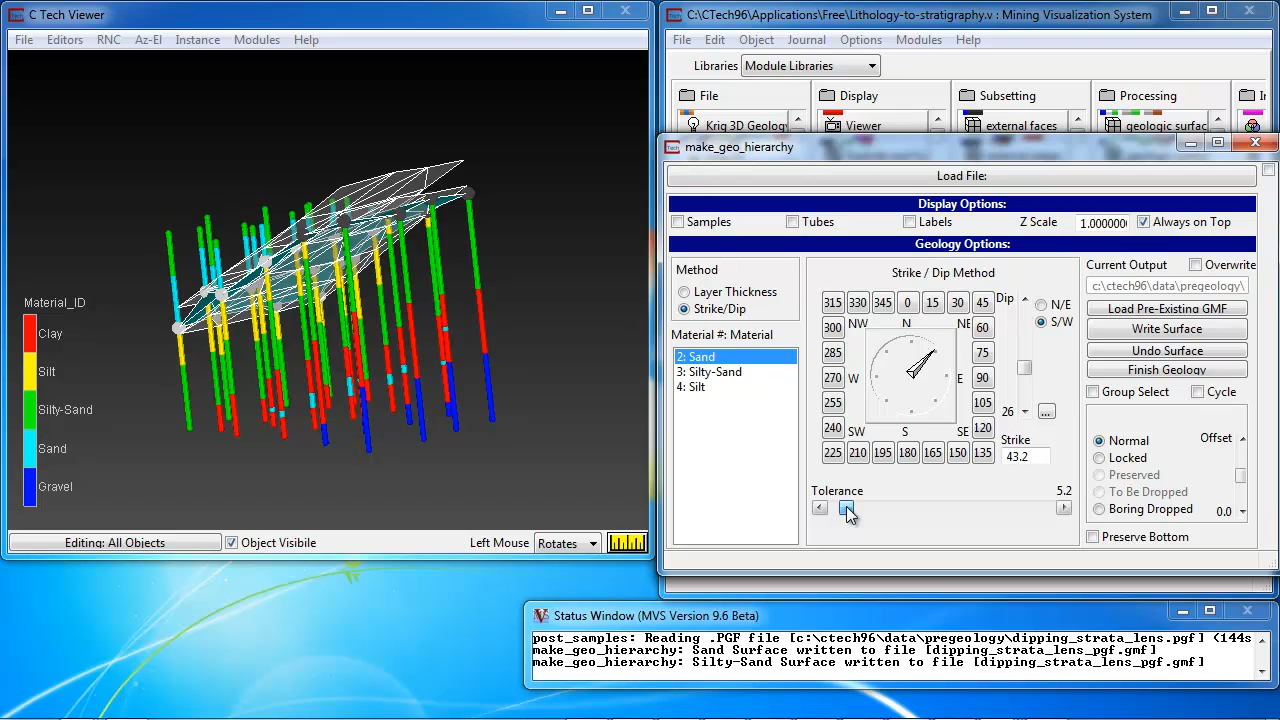 C Tech Viewer
File Editors RNC Az-El Instance Modules Help
Material_ID
Clay
Silt
Silty-Sand
Sand
Gravel
Editing: All Objects
Object Visibile
Left Mouse
Rotates
C:\CTech96\Applications\Free\Lithology-to-stratigraphy.v : Mining Visualization System
File Edit Object Journal Options Modules Help
Libraries
Module Libraries
File
Display
Subsetting
Processing
Krig 3D Geology
Viewer
external faces
CTech
make_geo_hierarchy
Load File:
Display Options:
Samples
Tubes
Labels
Z Scale
Always on Top
Geology Options:
Method
Layer Thickness
Strike/Dip
Material #: Material
2: Sand
3: Silty-Sand
4: Silt
Strike / Dip Method
315 330 345 0 15 30 45
NW N
300 60
285 75
270 W E 90
255 105
240 120
SW S SE
225 210 195 180 165 150 135
Dip
26
...
N/E
S/W
Strike
43.2
Tolerance
5.2
Current Output
Overwrite
c:\ctech96\data\pregeology\
Load Pre-Existing GMF
Write Surface
Undo Surface
Finish Geology
Group Select
Cycle
Normal
Locked
Preserved
To Be Dropped
Boring Dropped
Offset
0.0
Preserve Bottom
Status Window (MVS Version 9.6 Beta)
post_samples: Reading .PGF file [c:\ctech96\data\pregeology\dipping_strata_lens.pgf] (144s
make_geo_hierarchy: Sand Surface written to file [dipping_strata_lens_pgf.gmf]
make_geo_hierarchy: Silty-Sand Surface written to file [dipping_strata_lens_pgf.gmf]